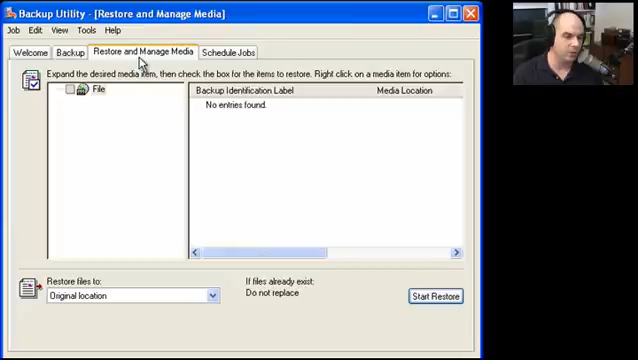 Backup Utility - [Restore and Manage Media]
Job Edit View Tools Help
Welcome Backup Restore and Manage Media Schedule Jobs
Expand the desired media item, then check the box for the items to restore. Right click on a media item for options:
File
Backup Identification Label Media Location
No entries found.
Restore files to:
Original location
If files already exist:
Do not replace
Start Restore